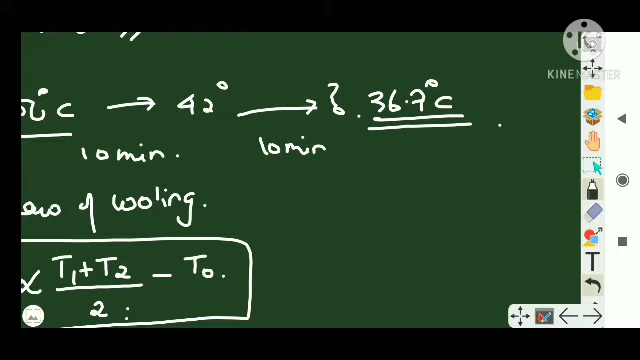 KINEMASTER
°c → 42° → } . 36.7°c .
10 min . 10 min
of cooling.
∝ T₁ + T₂ / 2 - T₀ .
T